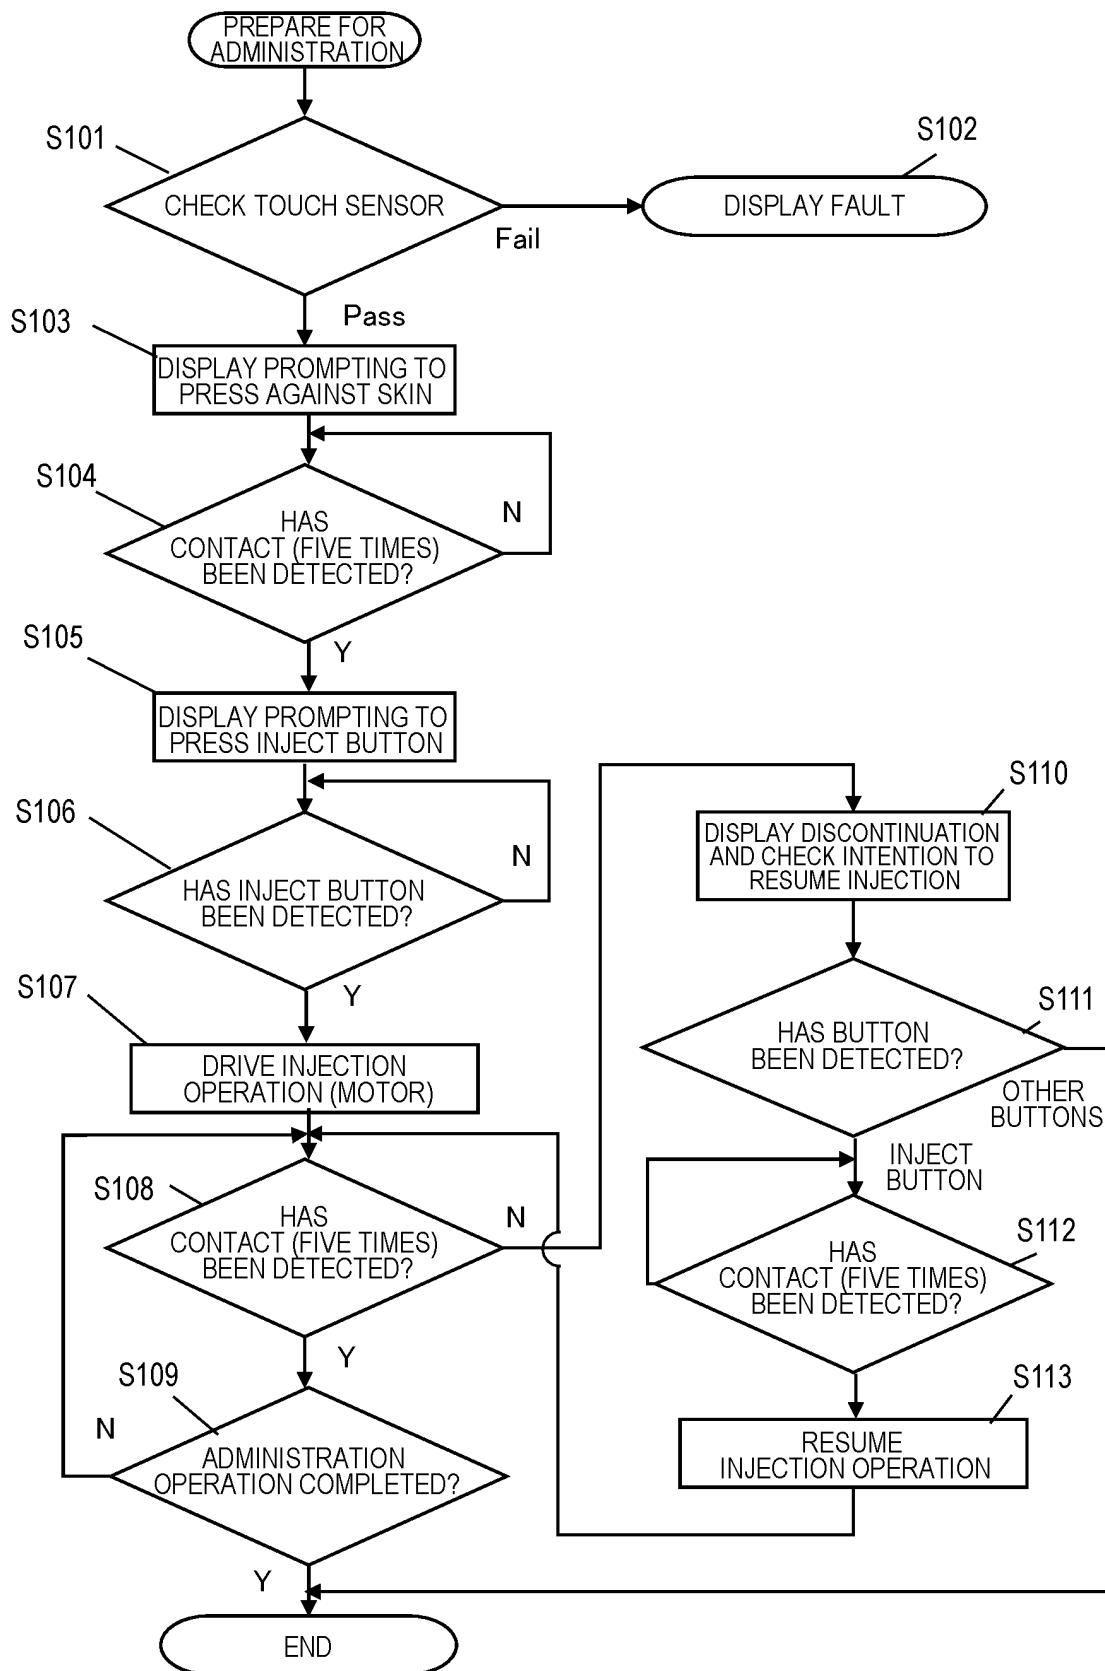 PREPARE FOR
ADMINISTRATION
S101
CHECK TOUCH SENSOR
Fail
S102
DISPLAY FAULT
Pass
S103
DISPLAY PROMPTING TO
PRESS AGAINST SKIN
S104
HAS
CONTACT (FIVE TIMES)
BEEN DETECTED?
N
Y
S105
DISPLAY PROMPTING TO
PRESS INJECT BUTTON
S106
HAS INJECT BUTTON
BEEN DETECTED?
N
Y
S107
DRIVE INJECTION
OPERATION (MOTOR)
S108
HAS
CONTACT (FIVE TIMES)
BEEN DETECTED?
N
Y
S109
ADMINISTRATION
OPERATION COMPLETED?
N
Y
END
S110
DISPLAY DISCONTINUATION
AND CHECK INTENTION TO
RESUME INJECTION
S111
HAS BUTTON
BEEN DETECTED?
OTHER
BUTTONS
INJECT
BUTTON
S112
HAS
CONTACT (FIVE TIMES)
BEEN DETECTED?
S113
RESUME
INJECTION OPERATION